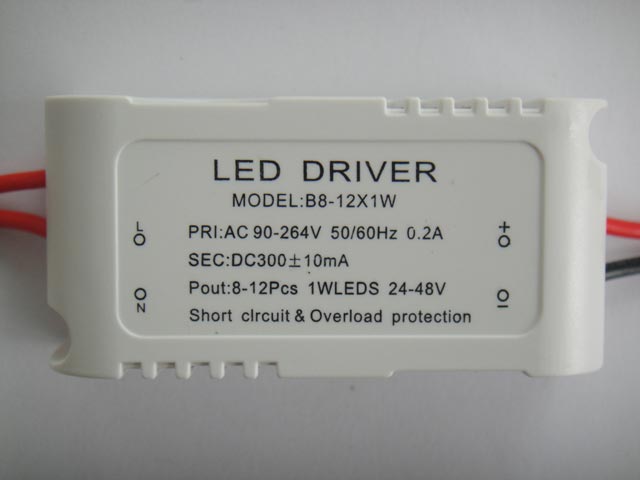 LED DRIVER
MODEL:B8-12X1W
PRI:AC 90-264V 50/60Hz 0.2A
SEC:DC300±10mA
Pout:8-12Pcs 1WLEDS 24-48V
Short clrcuit & Overload protection
L
N
+
-